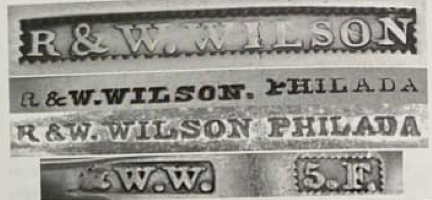 R & W. WILSON
R & W. WILSON. PHILADA
R & W. WILSON PHILADA
& W.W. 5. F.